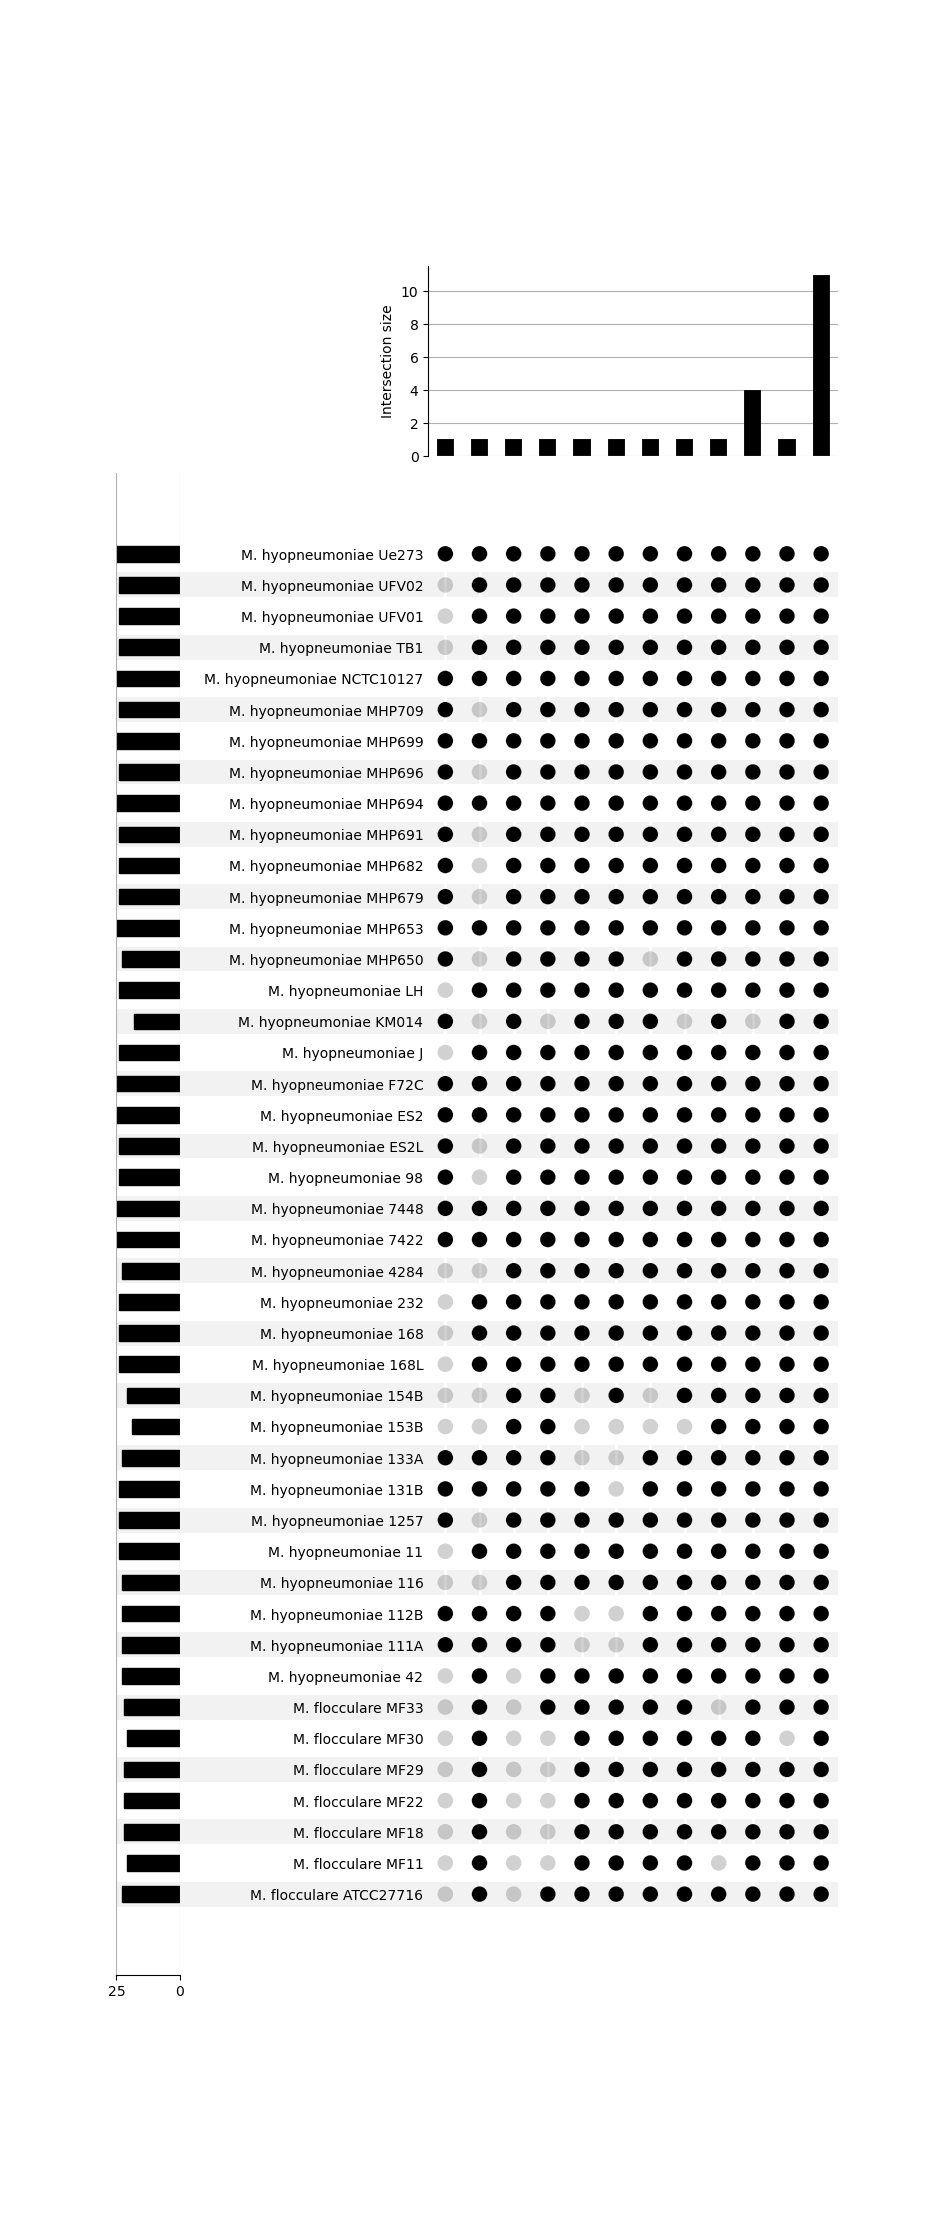 10
8
Intersection size
6
4
2
0
M. hyopneumoniae Ue273
M. hyopneumoniae UFV02
M. hyopneumoniae UFV01
M. hyopneumoniae TB1
M. hyopneumoniae NCTC10127
M. hyopneumoniae MHP709
M. hyopneumoniae MHP699
M. hyopneumoniae MHP696
M. hyopneumoniae MHP694
M. hyopneumoniae MHP691
M. hyopneumoniae MHP682
M. hyopneumoniae MHP679
M. hyopneumoniae MHP653
M. hyopneumoniae MHP650
M. hyopneumoniae LH
M. hyopneumoniae KM014
M. hyopneumoniae J
M. hyopneumoniae F72C
M. hyopneumoniae ES2
M. hyopneumoniae ES2L
M. hyopneumoniae 98
M. hyopneumoniae 7448
M. hyopneumoniae 7422
M. hyopneumoniae 4284
M. hyopneumoniae 232
M. hyopneumoniae 168
M. hyopneumoniae 168L
M. hyopneumoniae 154B
M. hyopneumoniae 153B
M. hyopneumoniae 133A
M. hyopneumoniae 131B
M. hyopneumoniae 1257
M. hyopneumoniae 11
M. hyopneumoniae 116
M. hyopneumoniae 112B
M. hyopneumoniae 111A
M. hyopneumoniae 42
M. flocculare MF33
M. flocculare MF30
M. flocculare MF29
M. flocculare MF22
M. flocculare MF18
M. flocculare MF11
M. flocculare ATCC27716
25 0